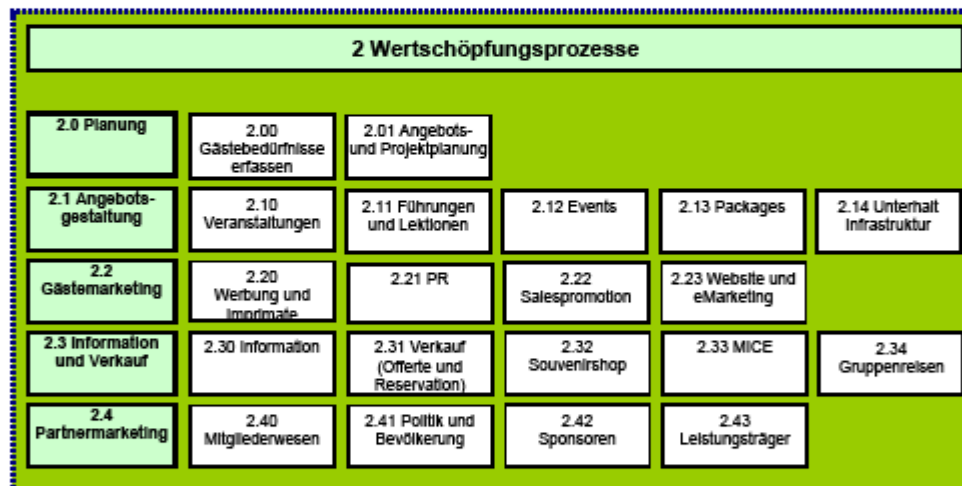 2 Wertschöpfungsprozesse
2.0 Planung
2.00
Gästebedürfnisse
erfassen
2.01 Angebots-
und Projektplanung
2.1 Angebots-
gestaltung
2.10
Veranstaltungen
2.11 Führungen
und Lektionen
2.12 Events
2.13 Packages
2.14 Unterhalt
Infrastruktur
2.2
Gästemarketing
2.20
Werbung und
Imprimate
2.21 PR
2.22
Salespromotion
2.23 Website und
eMarketing
2.3 Information
und Verkauf
2.30 Information
2.31 Verkauf
(Offerte und
Reservation)
2.32
Souvenirshop
2.33 MICE
2.34
Gruppenreisen
2.4
Partnermarketing
2.40
Mitgliederwesen
2.41 Politik und
Bevölkerung
2.42
Sponsoren
2.43
Leistungsträger